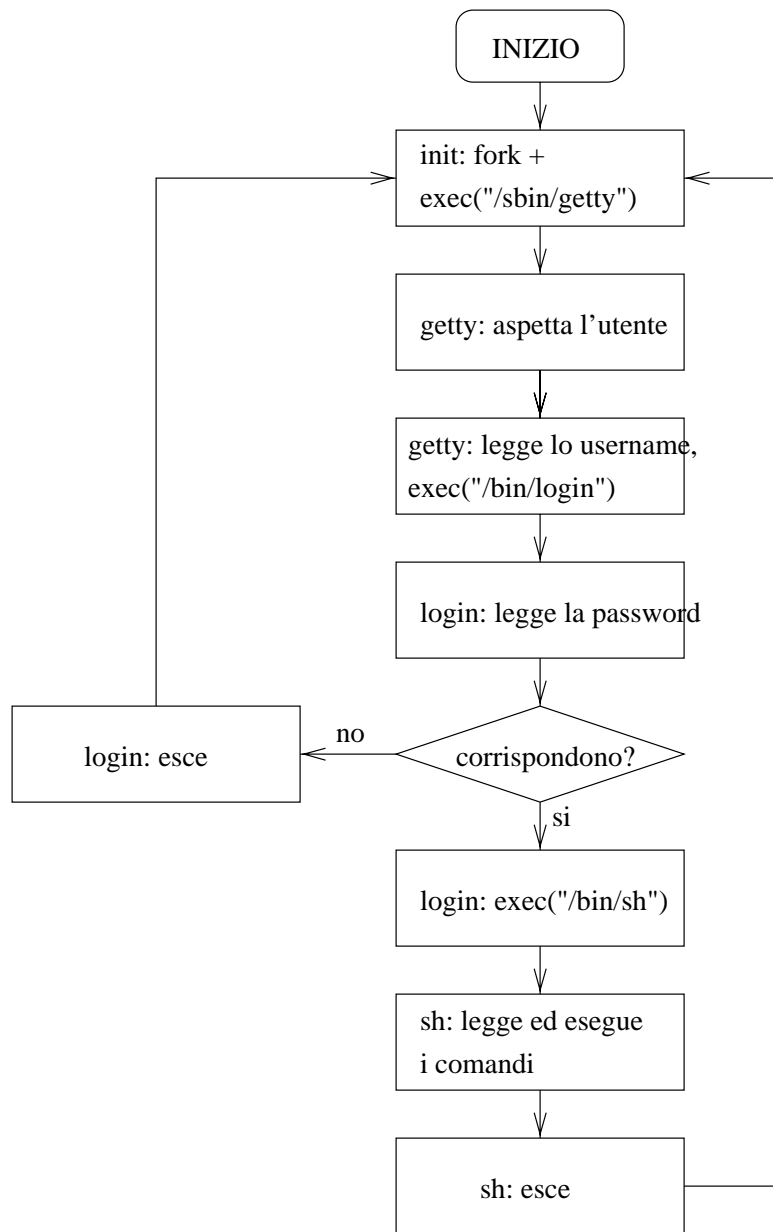 INIZIO
init: fork +
exec("/sbin/getty")
getty: aspetta l'utente
getty: legge lo username,
exec("/bin/login")
login: legge la password
corrispondono?
no
login: esce
si
login: exec("/bin/sh")
sh: legge ed esegue
i comandi
sh: esce